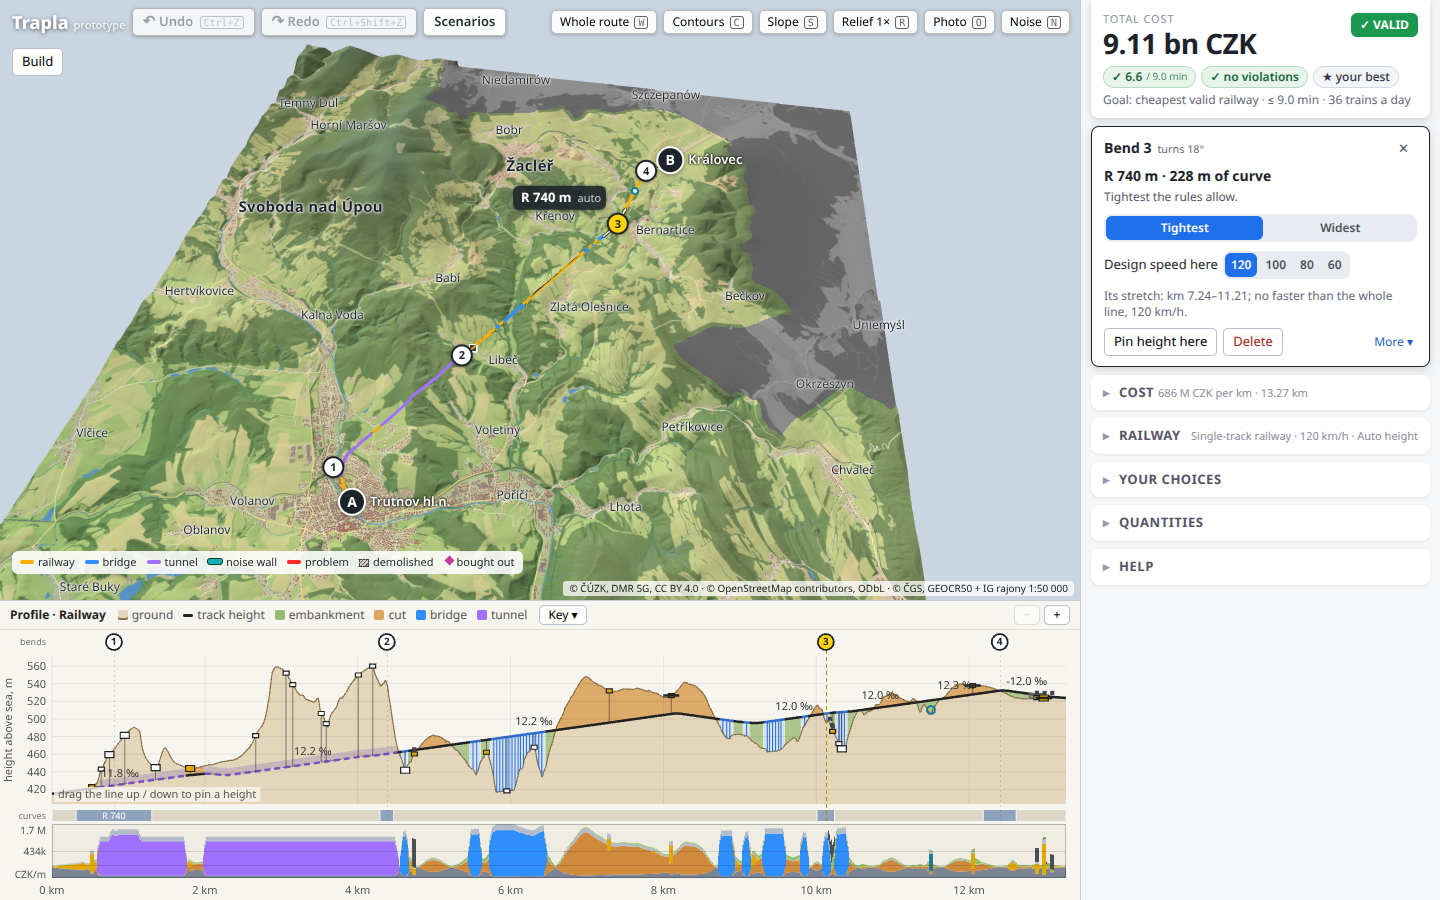 Trapla prototype
↶ Undo Ctrl+Z
↷ Redo Ctrl+Shift+Z
Scenarios
Whole route W
Contours C
Slope S
Relief 1× R
Photo O
Noise N
Build
Niedamirów
Szczepanów
Temný Důl
Horní Maršov
Bobr
Žacléř
B Královec
4
R 740 m auto
Svoboda nad Úpou
Křenov
3
Bernartice
Babí
Hertvíkovice
Kalná Voda
Zlatá Olešnice
Bečkov
Uniemyśl
2
Libeč
Okrzeszyn
Vlčice
Voletiny
Petříkovice
1
Chvaleč
A Trutnov hl.n.
Volanov
Poříčí
Lhota
Oblanov
Staré Buky
railway bridge tunnel noise wall problem demolished bought out
© ČÚZK, DMR 5G, CC BY 4.0 · © OpenStreetMap contributors, ODbL · © ČGS, GEOCR50 + IG rajony 1:50 000
TOTAL COST
9.11 bn CZK
✓ VALID
✓ 6.6 / 9.0 min
✓ no violations
★ your best
Goal: cheapest valid railway · ≤ 9.0 min · 36 trains a day
Bend 3 turns 18°
✕
R 740 m · 228 m of curve
Tightest the rules allow.
Tightest Widest
Design speed here 120 100 80 60
Its stretch: km 7.24–11.21; no faster than the whole
line, 120 km/h.
Pin height here
Delete
More ▾
▸ COST 686 M CZK per km · 13.27 km
▸ RAILWAY Single-track railway · 120 km/h · Auto height
▸ YOUR CHOICES
▸ QUANTITIES
▸ HELP
Profile · Railway ground track height embankment cut bridge tunnel Key ▾
− +
bends 1 2 3 4
height above sea, m
560
540
520
500
480
460
440
420
11.8 ‰
12.2 ‰
12.2 ‰
12.0 ‰
12.0 ‰
12.3 ‰
-12.0 ‰
drag the line up / down to pin a height
curves R 740
1.7 M
434k
CZK/m
0 km 2 km 4 km 6 km 8 km 10 km 12 km